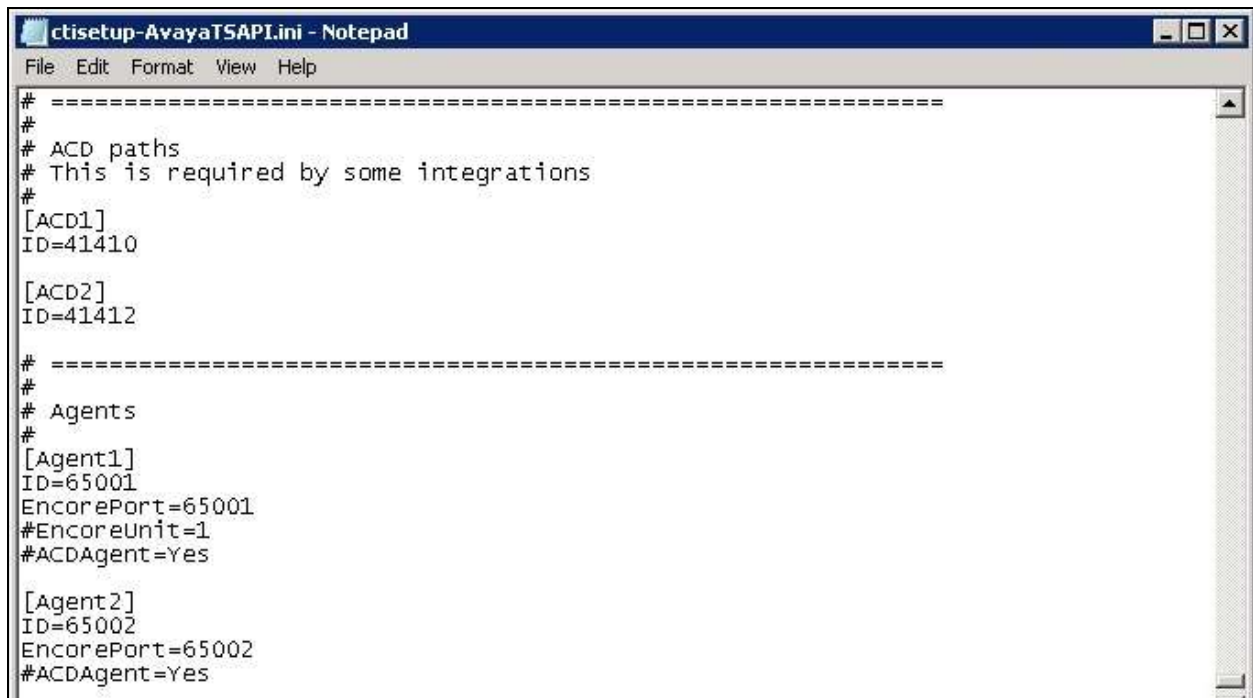 ctisetup-AvayaTSAPI.ini - Notepad
File Edit Format View Help
# =============================================================
#
# ACD paths
# This is required by some integrations
#
[ACD1]
ID=41410
[ACD2]
ID=41412
# =============================================================
#
# Agents
#
[Agent1]
ID=65001
EncorePort=65001
#EncoreUnit=1
#ACDAgent=Yes
[Agent2]
ID=65002
EncorePort=65002
#ACDAgent=Yes